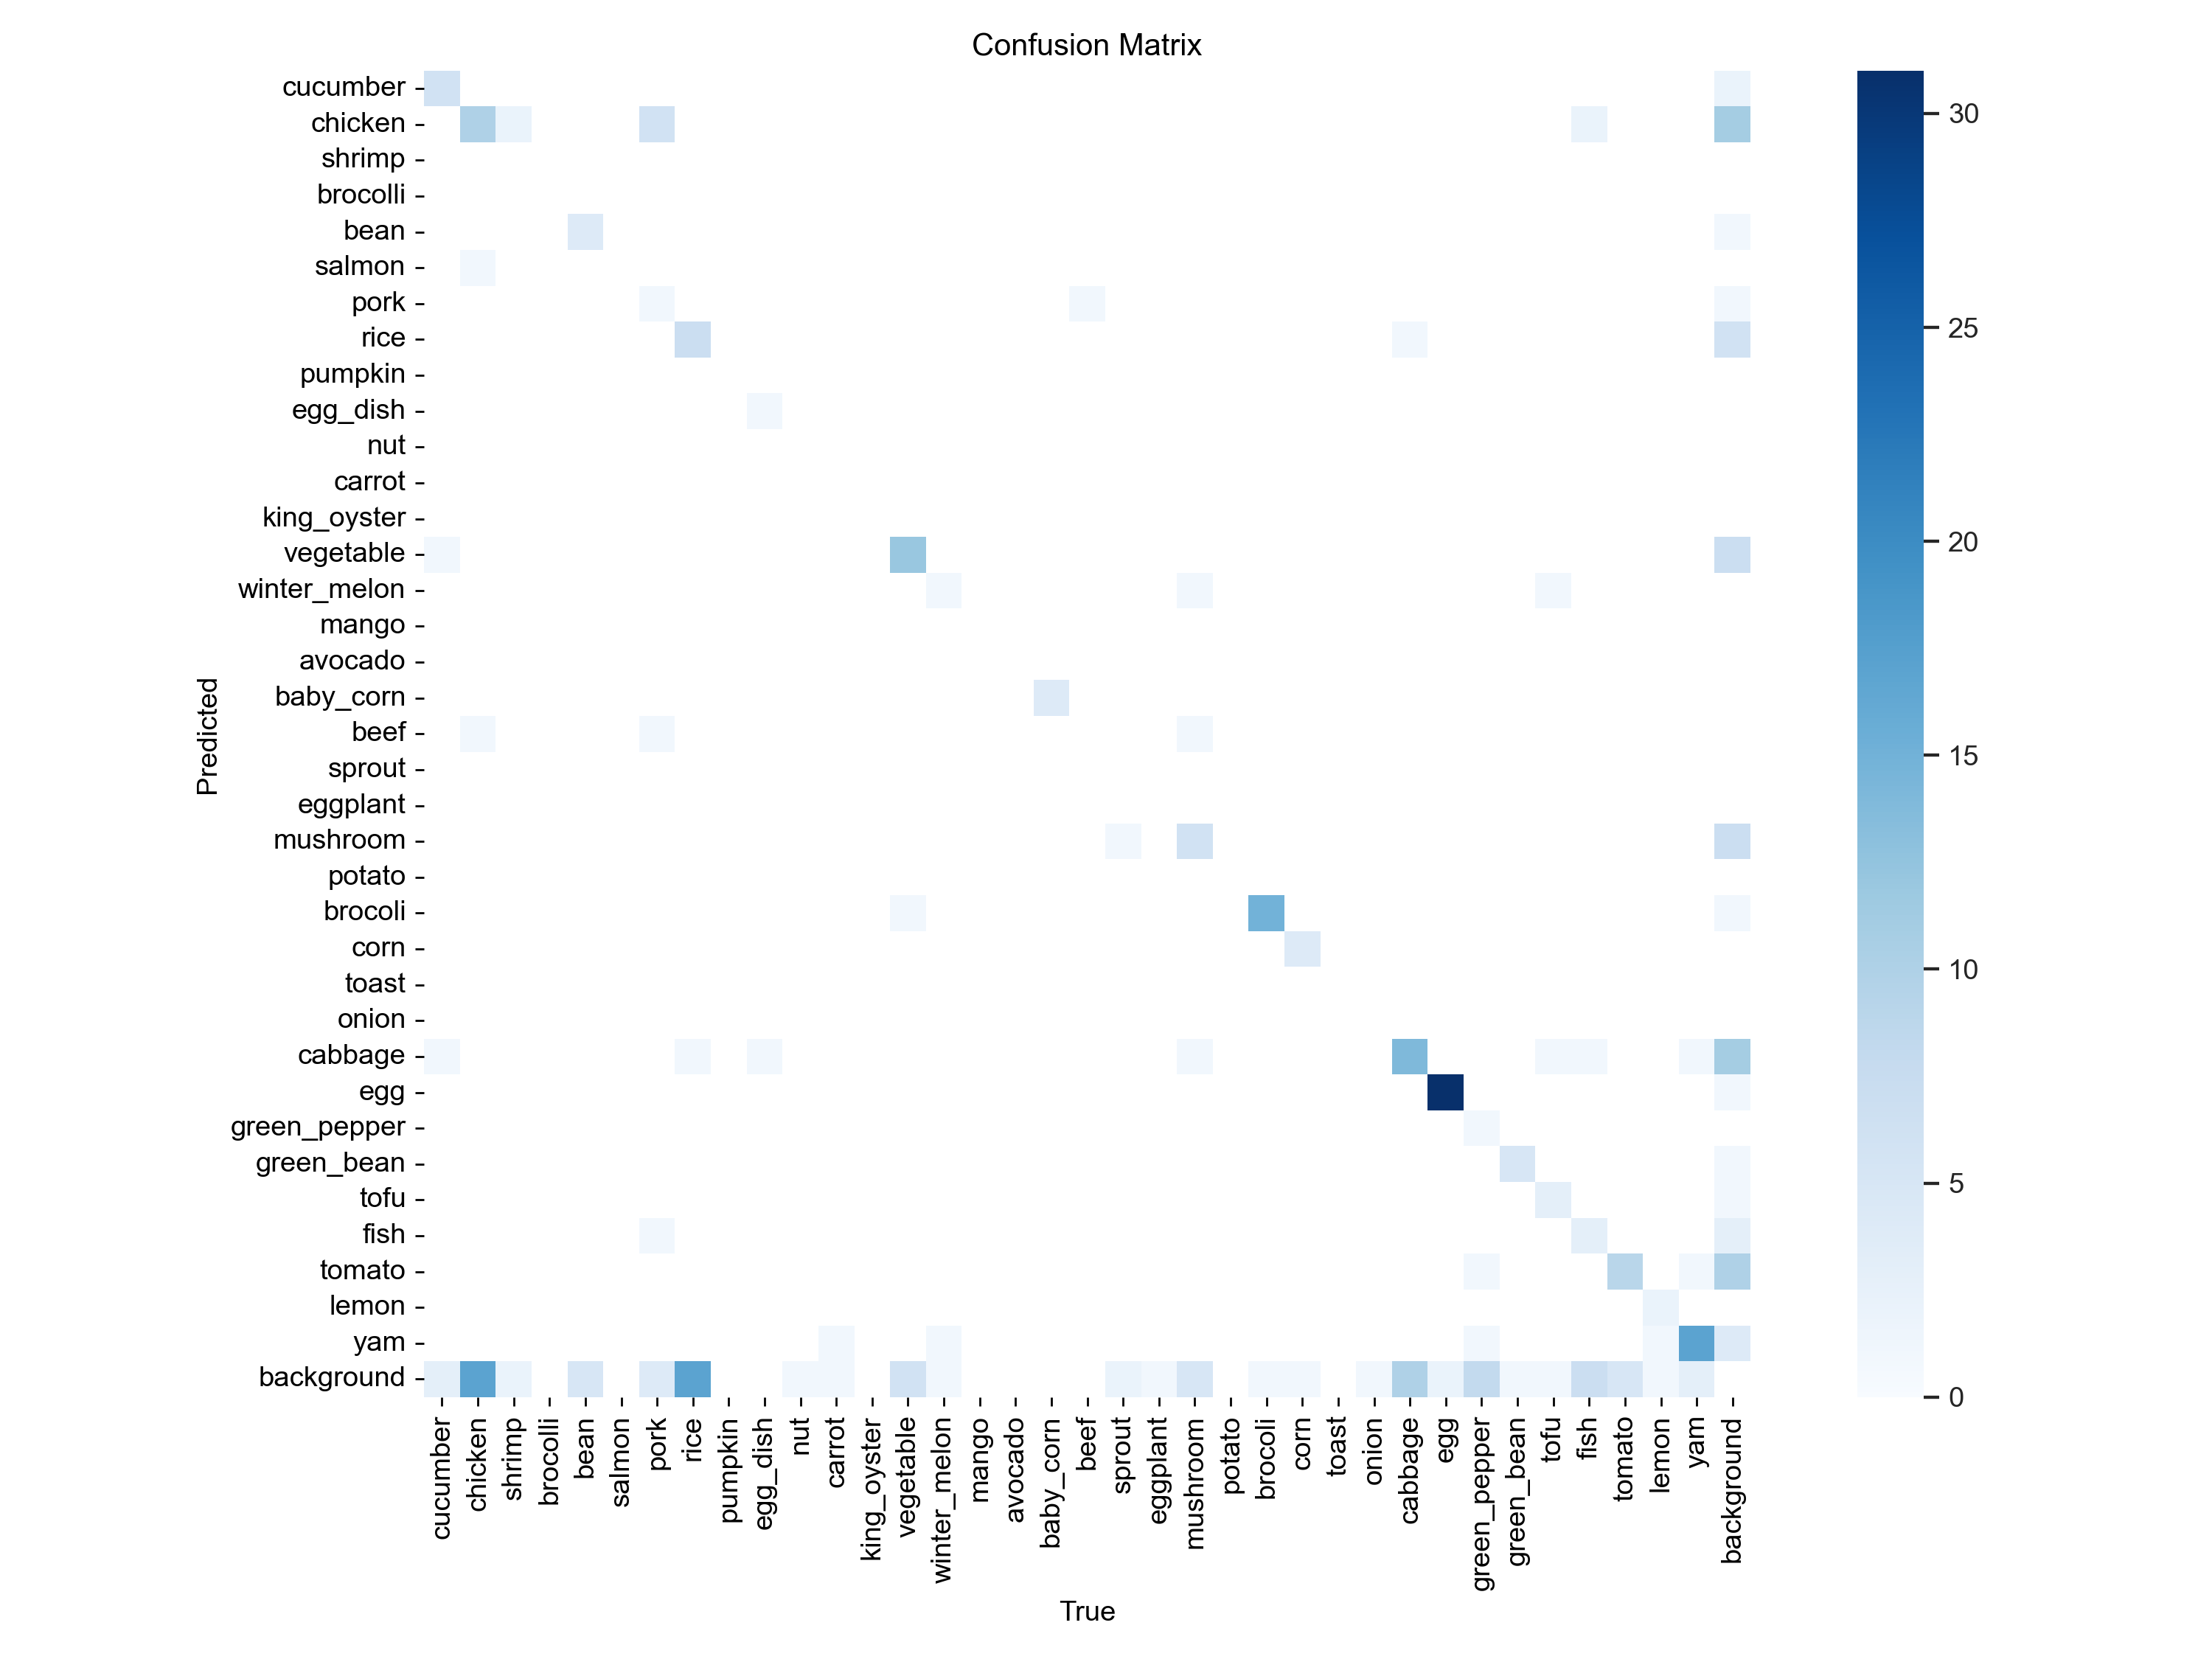 Confusion Matrix
cucumber
chicken
shrimp
brocolli
bean
salmon
pork
rice
pumpkin
egg_dish
nut
carrot
king_oyster
vegetable
winter_melon
mango
avocado
baby_corn
beef
sprout
eggplant
mushroom
potato
brocoli
corn
toast
onion
cabbage
egg
green_pepper
green_bean
tofu
fish
tomato
lemon
yam
background
Predicted
cucumber
chicken
shrimp
brocolli
bean
salmon
pork
rice
pumpkin
egg_dish
nut
carrot
king_oyster
vegetable
winter_melon
mango
avocado
baby_corn
beef
sprout
eggplant
mushroom
potato
brocoli
corn
toast
onion
cabbage
egg
green_pepper
green_bean
tofu
fish
tomato
lemon
yam
background
True
30
25
20
15
10
5
0